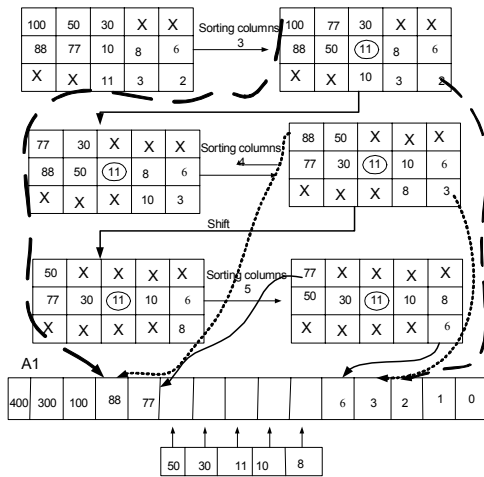 100 50 30 X X
88 77 10 8 6
X X 11 3 2
Sorting columns
3
100 77 30 X X
88 50 11 8 6
X X 10 3 2
77 30 X X X
88 50 11 8 6
X X X 10 3
Sorting columns
4
88 50 X X X
77 30 11 10 6
X X X 8 3
Shift
50 X X X X
77 30 11 10 6
X X X X 8
Sorting columns
5
77 X X X X
50 30 11 10 8
X X X X 6
A1
400 300 100 88 77 6 3 2 1 0
50 30 11 10 8